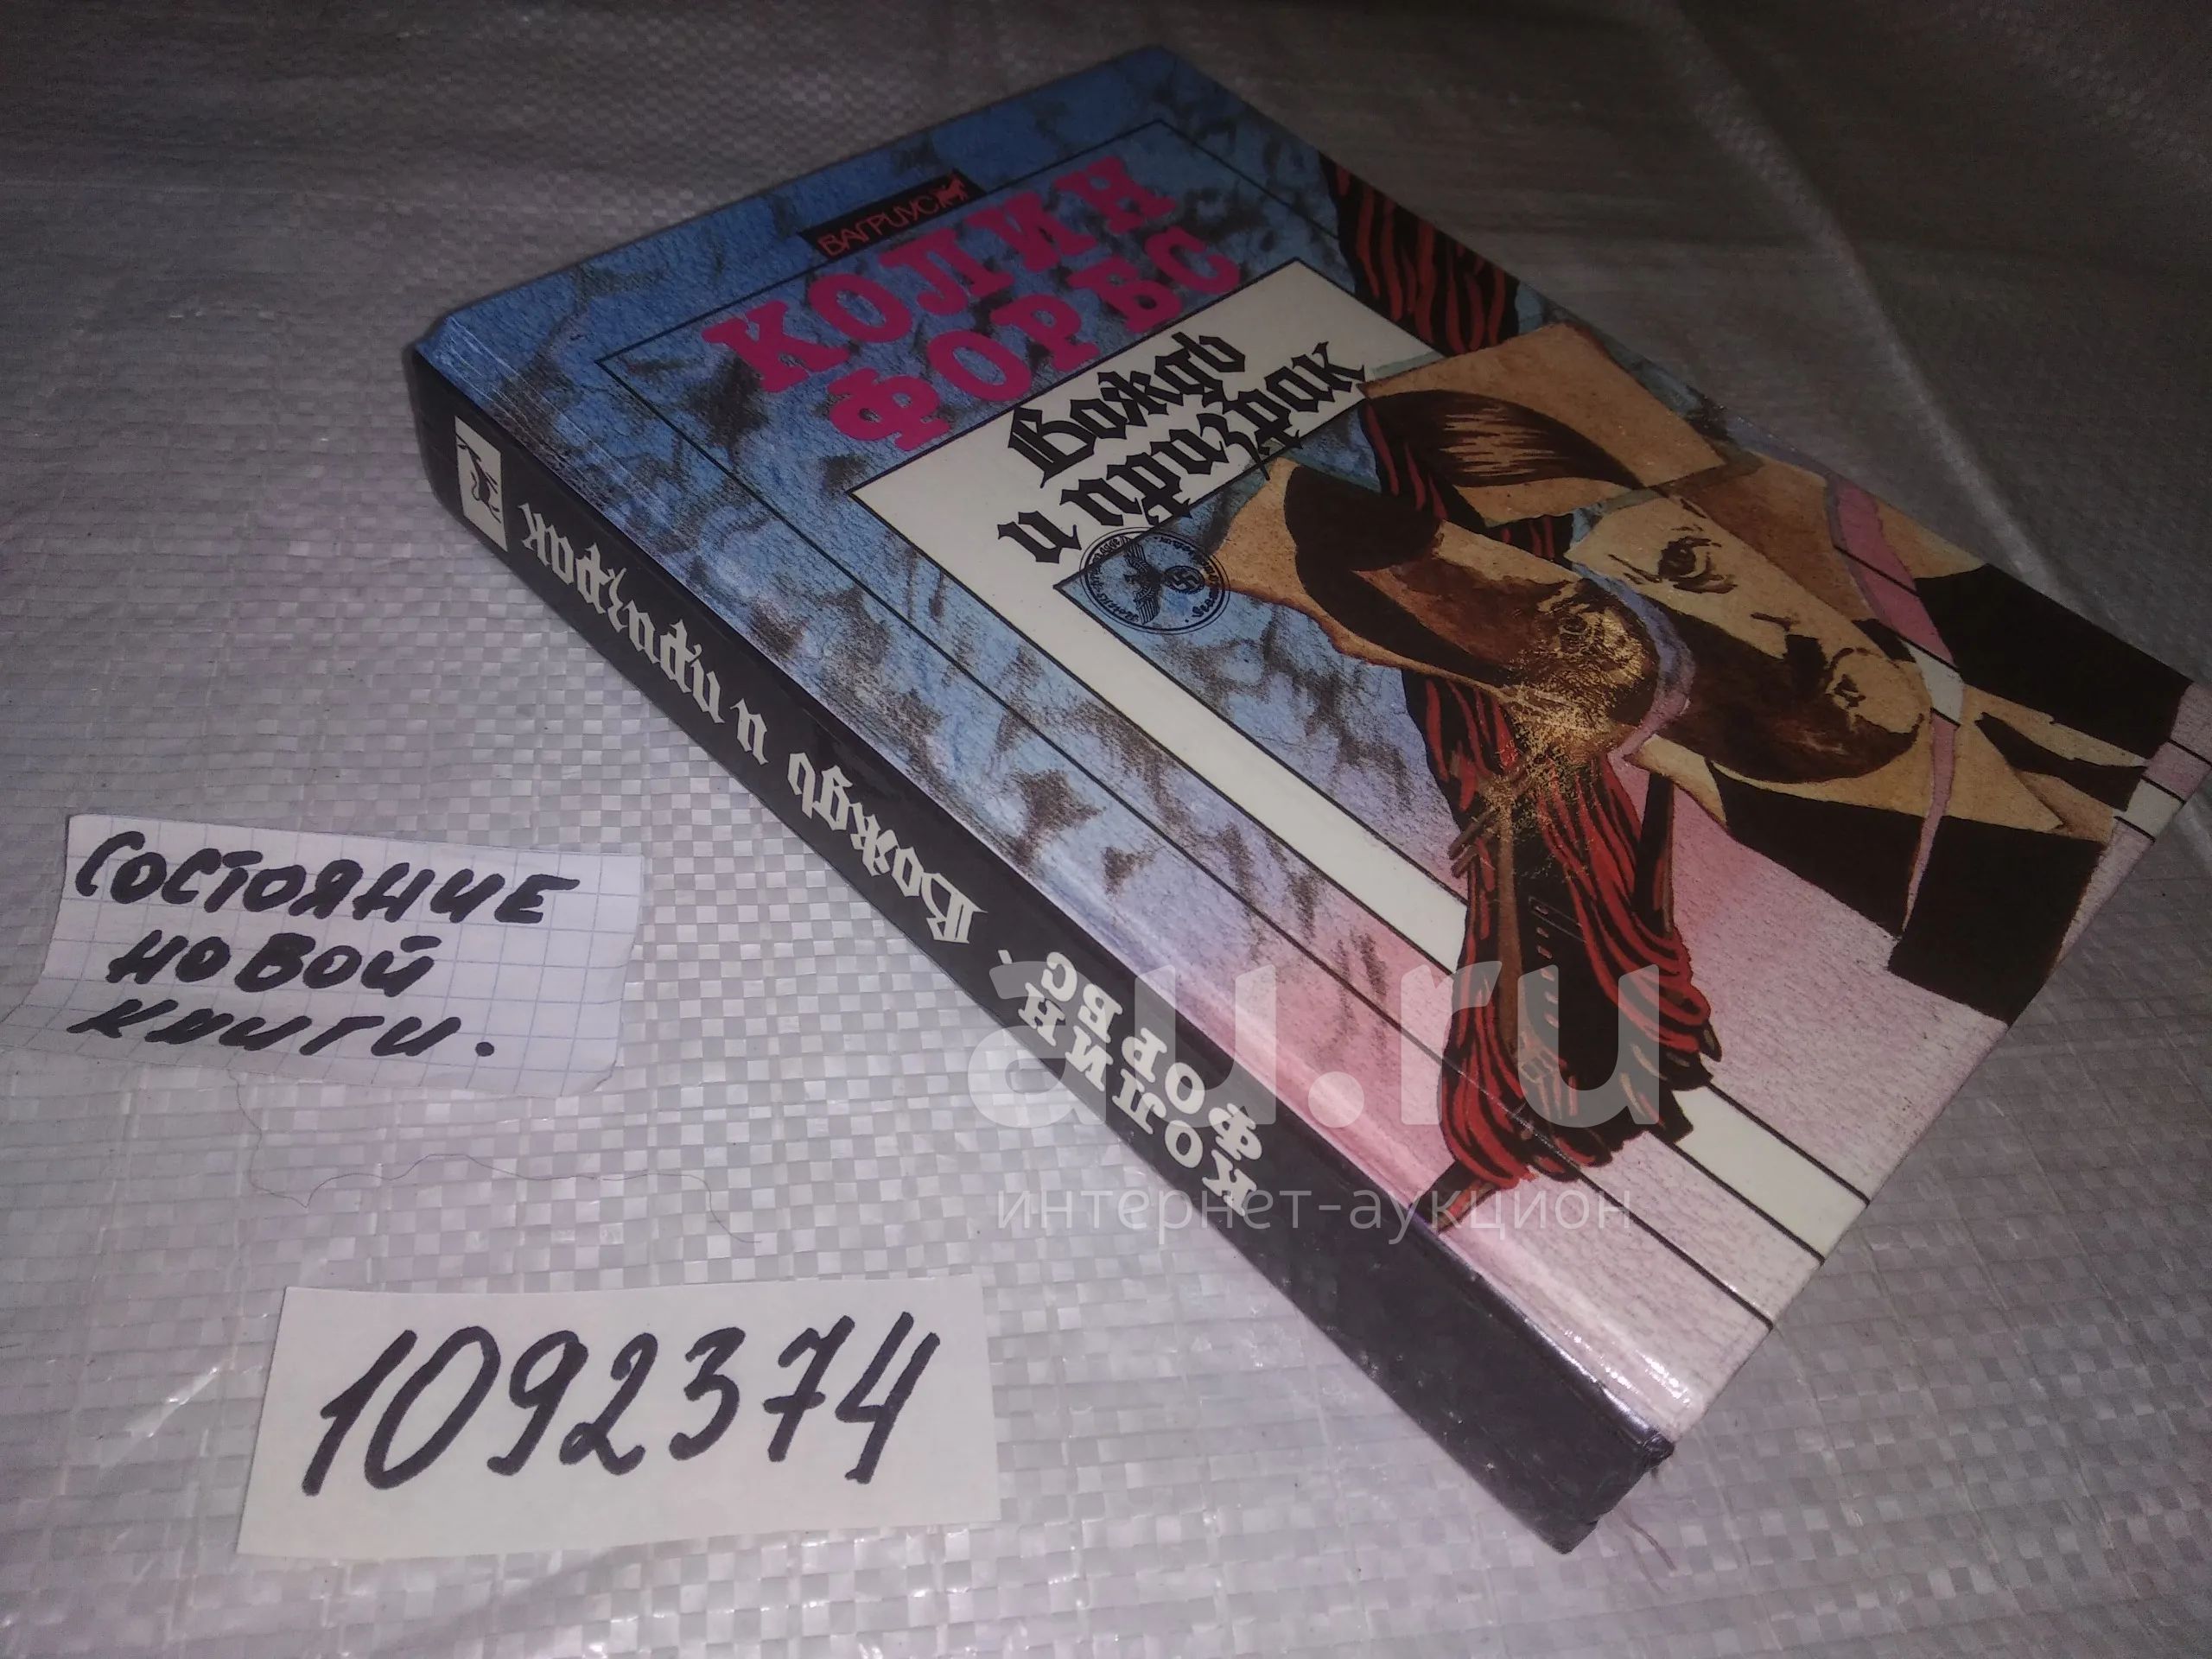 ВАГРИУС
КОЛИН
ФОРБС
Вождь
и призрак
КОЛИН
ФОРБС
. Вождь и призрак
СОСТОЯНИЕ
НОВОЙ
КНИГИ.
1092374
au.ru
интернет-аукцион